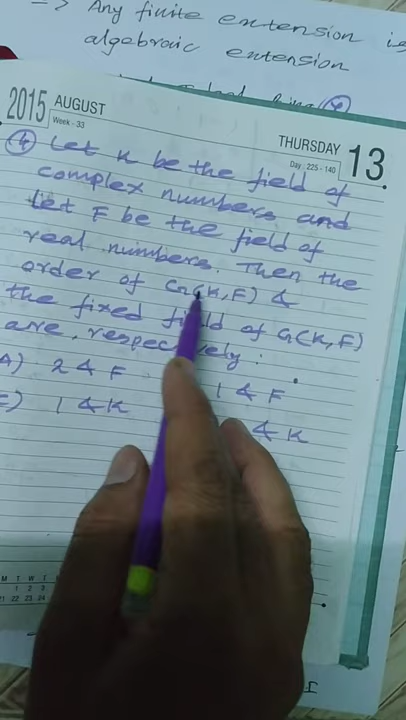 => Any finite extension is
algebraic extension
2015 AUGUST
Week - 33
THURSDAY 13
Day : 225 - 140
④ Let K be the field of
complex numbers and
let F be the field of
real numbers. Then the
order of G(K, F) &
the fixed field of G(K, F)
are, respectively :
A) 2 & F
1 & F
C) 1 & K
& K